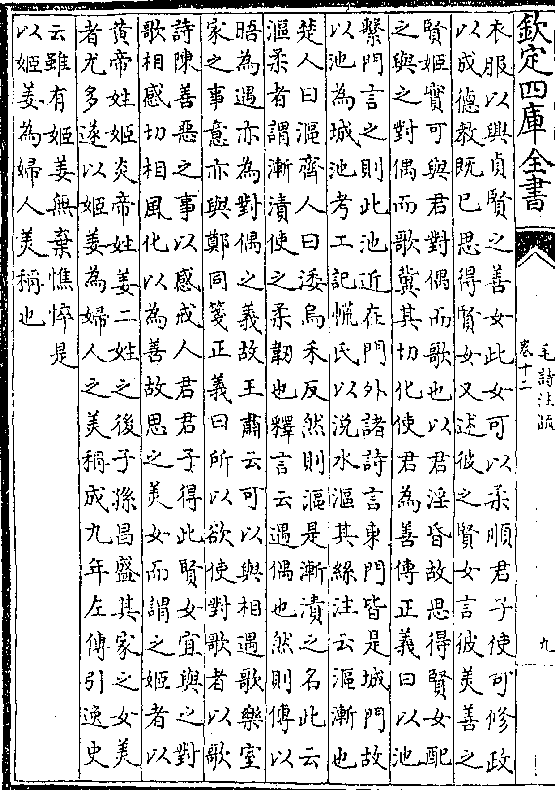 欽定四庫全書
毛詩注疏
卷十二
九
衣服以與貞賢之善女此女可以柔順君子使可修政
以成德教既已思得賢女又述彼之賢女言彼美善之
賢姬實可與君對偶而歌也以君淫昏故思得賢女配
之與之對偶而歌冀其切化使君為善傳正義曰以池
繫門言之則此池近在門外諸詩言東門皆是城門故
以池為城池考工記㡛氏以涚水漚其絲注云漚漸也
楚人曰漚齊人曰涹烏禾反然則漚是漸漬之名此云
漚柔者謂漸漬使之柔韌也釋言云遇偶也然則傳以
晤為遇亦為對偶之義故王肅云可以與相遇歌樂室
家之事意亦與鄭同箋正義曰所以欲使對歌者以歌
詩陳善惡之事以感戒人君君子得此賢女宜與之對
歌相感切相風化以為善故思之美女而謂之姬者以
黃帝姓姬炎帝姓姜二姓之後子孫昌盛其家之女美
者尤多遂以姬姜為婦人之美稱成九年左傳引逸史
云雖有姬姜無棄憔悴是
以姬姜為婦人美稱也